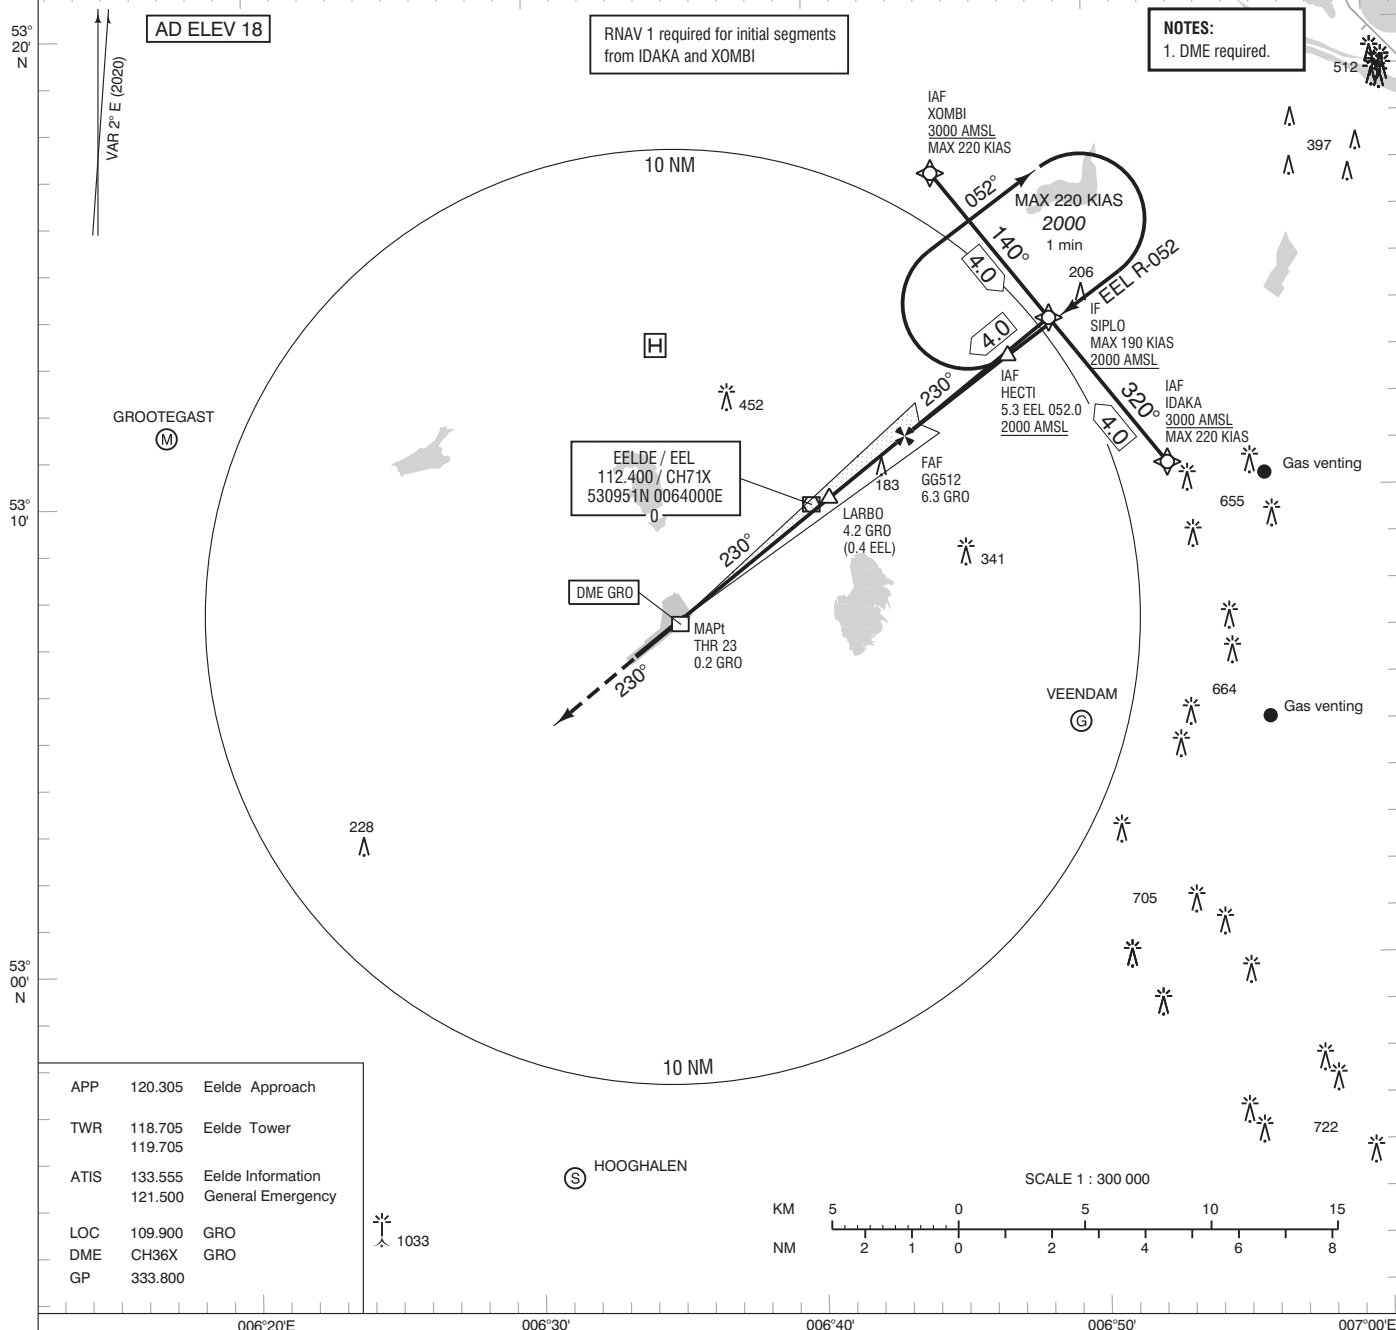 53°
20'
N
VAR 2° E (2020)
AD ELEV 18
RNAV 1 required for initial segments
from IDAKA and XOMBI
NOTES:
1. DME required.
512
397
IAF
XOMBI
3000 AMSL
MAX 220 KIAS
10 NM
052°
MAX 220 KIAS
2000
1 min
140°
4.0
206
EEL R-052
IF
SIPLO
MAX 190 KIAS
2000 AMSL
4.0
230°
IAF
HECTI
5.3 EEL 052.0
2000 AMSL
320°
4.0
IAF
IDAKA
3000 AMSL
MAX 220 KIAS
H
452
GROOTEGAST
M
EELDE / EEL
112.400 / CH71X
530951N 0064000E
0
183
FAF
GG512
6.3 GRO
Gas venting
655
53°
10'
N
LARBO
4.2 GRO
(0.4 EEL)
341
230°
DME GRO
MAPt
THR 23
0.2 GRO
230°
VEENDAM
G
664
Gas venting
228
705
53°
00'
N
10 NM
722
APP 120.305 Eelde Approach
TWR 118.705 Eelde Tower
119.705
ATIS 133.555 Eelde Information
121.500 General Emergency
LOC 109.900 GRO
DME CH36X GRO
GP 333.800
1033
S
HOOGHALEN
SCALE 1 : 300 000
KM 5 0 5 10 15
NM 2 1 0 2 4 6 8
006°20'E 006°30' 006°40' 006°50' 007°00'E